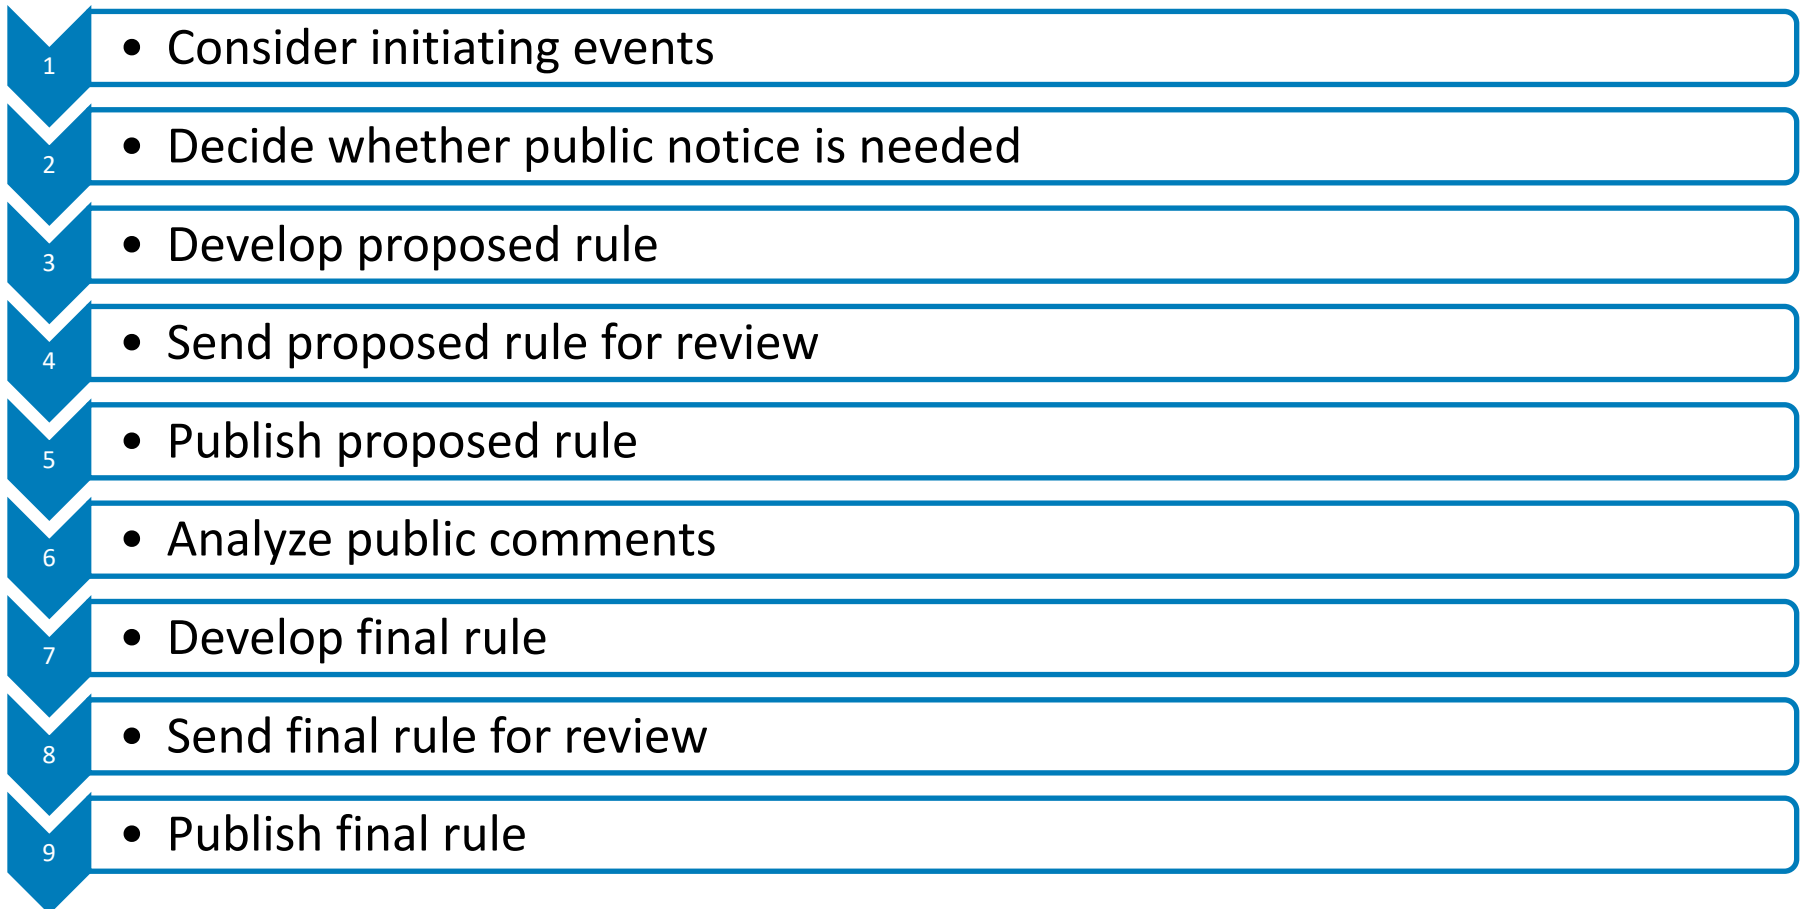 1
• Consider initiating events
2
• Decide whether public notice is needed
3
• Develop proposed rule
4
• Send proposed rule for review
5
• Publish proposed rule
6
• Analyze public comments
7
• Develop final rule
8
• Send final rule for review
9
• Publish final rule